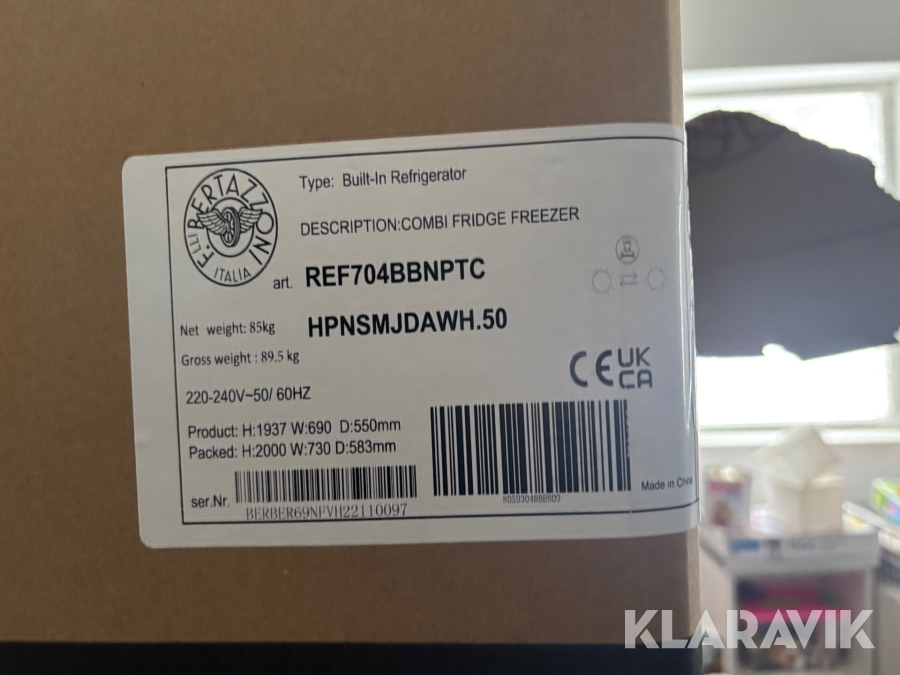 F.LLI BERTAZZONI
ITALIA
Type: Built-In Refrigerator
DESCRIPTION:COMBI FRIDGE FREEZER
art. REF704BBNPTC
HPNSMJDAWH.50
Net weight: 85kg
Gross weight : 89.5 kg
220-240V~50/ 60HZ
CE UK CA
Product: H:1937 W:690 D:550mm
Packed: H:2000 W:730 D:583mm
Made in China
ser.Nr.
BERBER69NFVH22110097
KLARAVIK